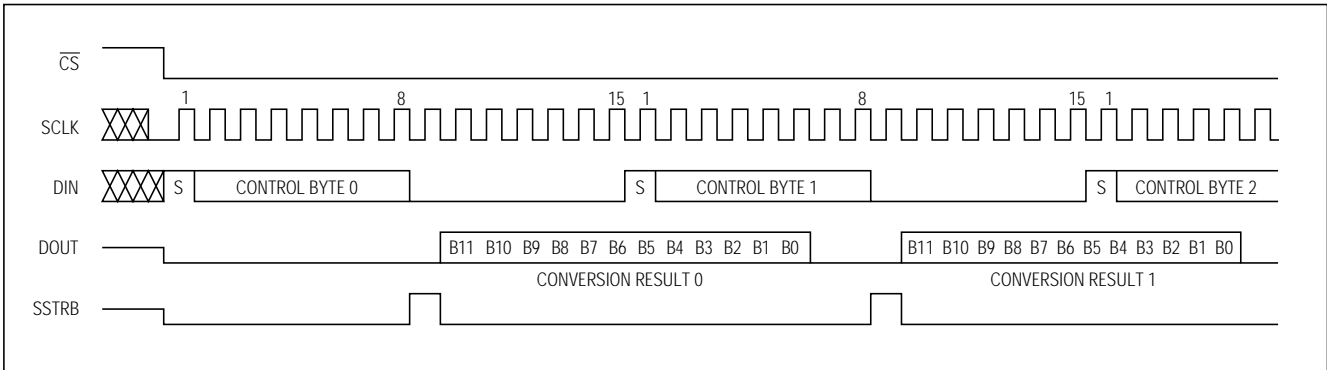 CS
1 8 15 1 8 15 1
SCLK
DIN S CONTROL BYTE 0 S CONTROL BYTE 1 S CONTROL BYTE 2
DOUT B11 B10 B9 B8 B7 B6 B5 B4 B3 B2 B1 B0 B11 B10 B9 B8 B7 B6 B5 B4 B3 B2 B1 B0
CONVERSION RESULT 0 CONVERSION RESULT 1
SSTRB